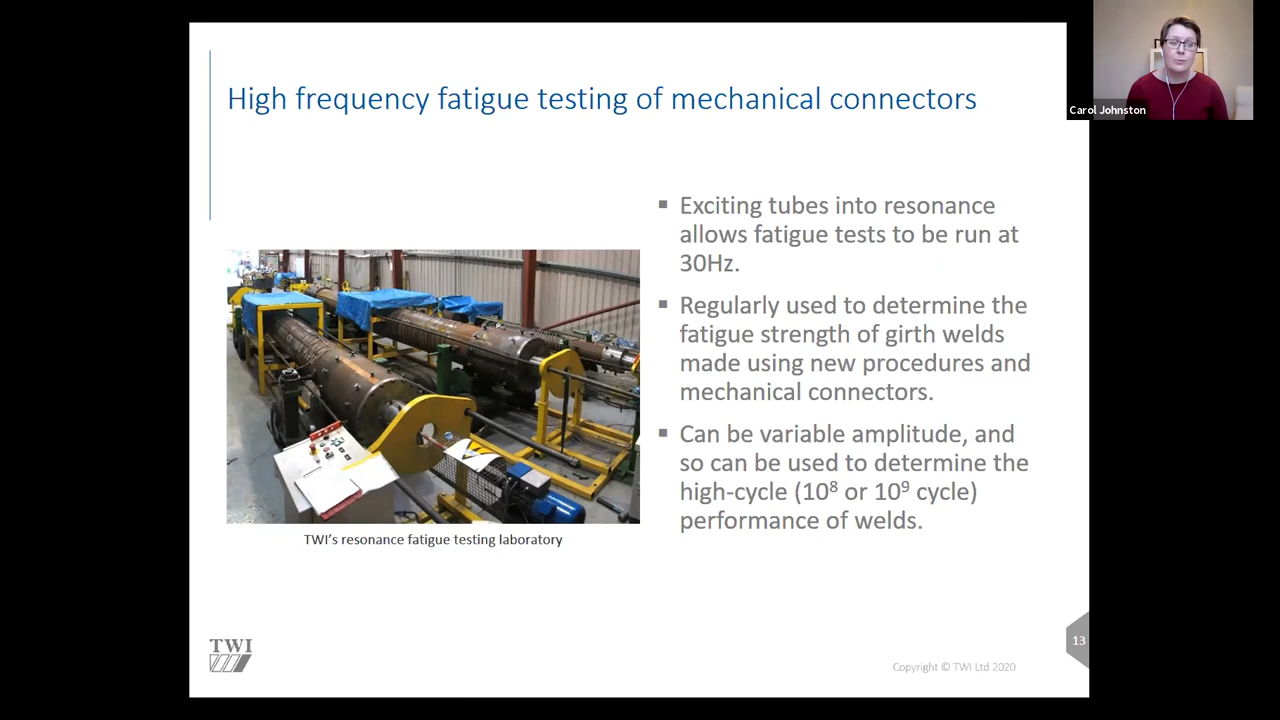 High frequency fatigue testing of mechanical connectors
Carol Johnston
▪ Exciting tubes into resonance
allows fatigue tests to be run at
30Hz.
▪ Regularly used to determine the
fatigue strength of girth welds
made using new procedures and
mechanical connectors.
▪ Can be variable amplitude, and
so can be used to determine the
high-cycle (10⁸ or 10⁹ cycle)
performance of welds.
TWI’s resonance fatigue testing laboratory
TWI
13
Copyright © TWI Ltd 2020